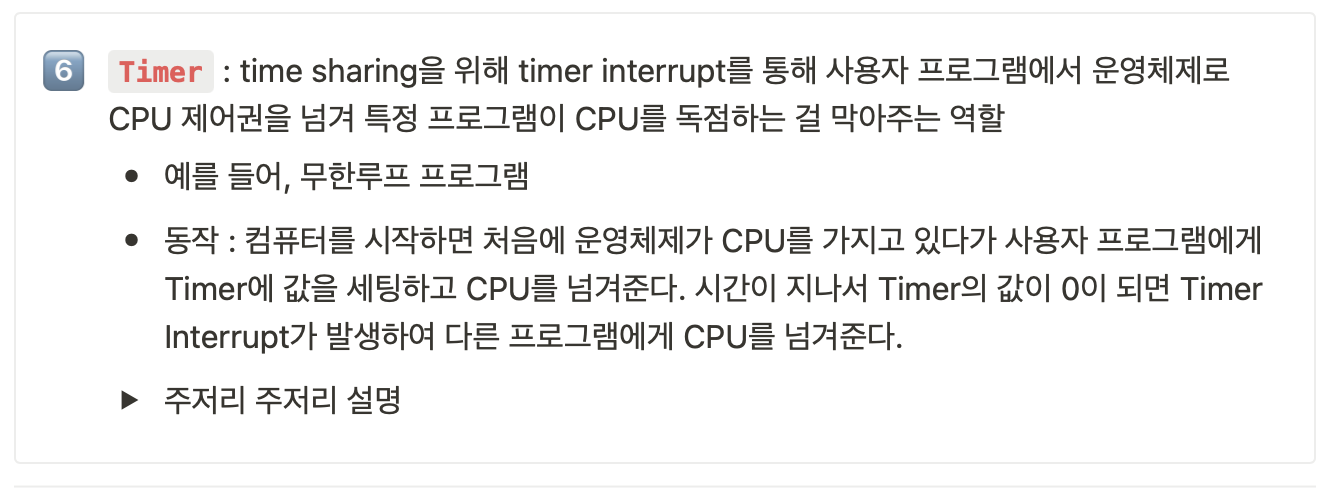 6 Timer : time sharing을 위해 timer interrupt를 통해 사용자 프로그램에서 운영체제로
CPU 제어권을 넘겨 특정 프로그램이 CPU를 독점하는 걸 막아주는 역할
• 예를 들어, 무한루프 프로그램
• 동작 : 컴퓨터를 시작하면 처음에 운영체제가 CPU를 가지고 있다가 사용자 프로그램에게
Timer에 값을 세팅하고 CPU를 넘겨준다. 시간이 지나서 Timer의 값이 0이 되면 Timer
Interrupt가 발생하여 다른 프로그램에게 CPU를 넘겨준다.
▶ 주저리 주저리 설명